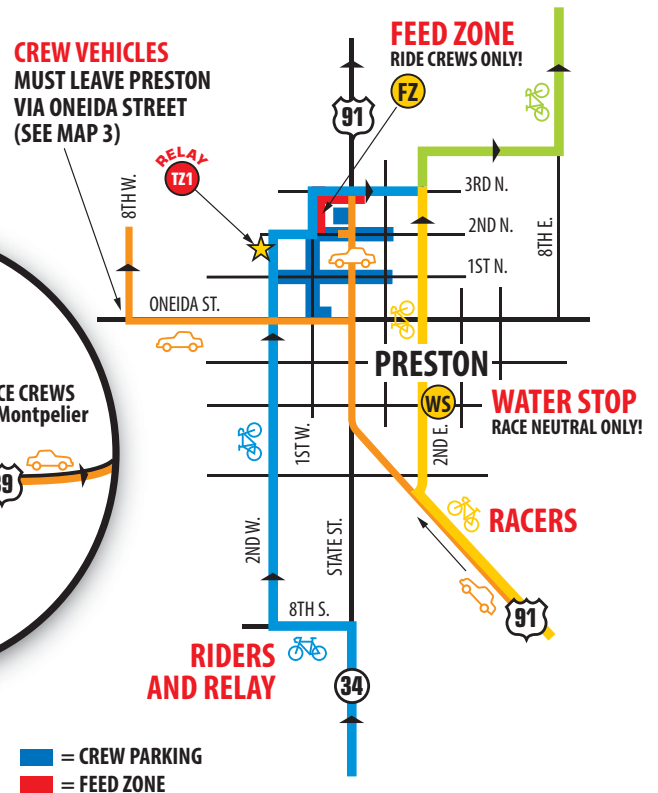 CREW VEHICLES
MUST LEAVE PRESTON
VIA ONEIDA STREET
(SEE MAP 3)
FEED ZONE
RIDE CREWS ONLY!
FZ
91
RELAY
TZ1
8TH W.
3RD N.
2ND N.
1ST N.
8TH E.
ONEIDA ST.
PRESTON
CE CREWS
Montpelier
39
WS
WATER STOP
RACE NEUTRAL ONLY!
1ST W.
2ND E.
RACERS
2ND W.
STATE ST.
8TH S.
91
RIDERS
AND RELAY
34
= CREW PARKING
= FEED ZONE